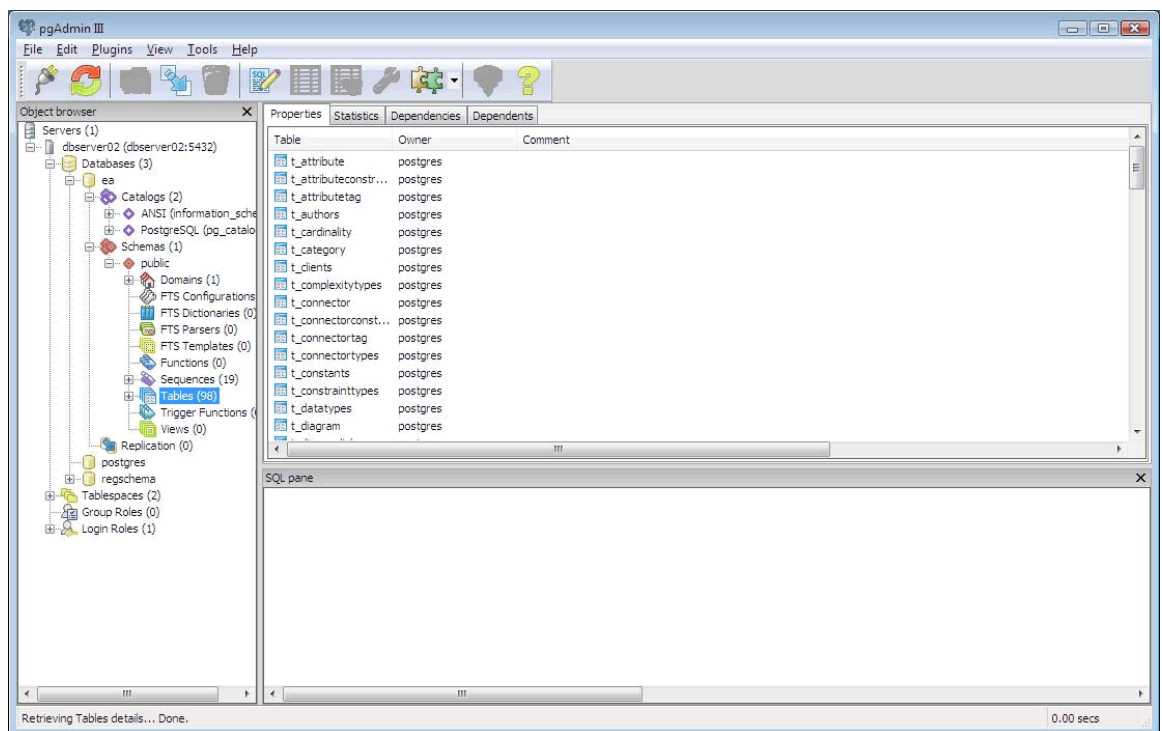 pgAdmin III
File Edit Plugins View Tools Help
SQL
Object browser
Servers (1)
dbserver02 (dbserver02:5432)
Databases (3)
ea
Catalogs (2)
ANSI (information_sche
PostgreSQL (pg_catalo
Schemas (1)
public
Domains (1)
FTS Configurations
FTS Dictionaries (0)
FTS Parsers (0)
FTS Templates (0)
Functions (0)
Sequences (19)
Tables (98)
Trigger Functions (
Views (0)
Replication (0)
postgres
regschema
Tablespaces (2)
Group Roles (0)
Login Roles (1)
Properties Statistics Dependencies Dependents
Table Owner Comment
t_attribute postgres
t_attributeconstr... postgres
t_attributetag postgres
t_authors postgres
t_cardinality postgres
t_category postgres
t_clients postgres
t_complexitytypes postgres
t_connector postgres
t_connectorconst... postgres
t_connectortag postgres
t_connectortypes postgres
t_constants postgres
t_constrainttypes postgres
t_datatypes postgres
t_diagram postgres
SQL pane
Retrieving Tables details... Done. 0.00 secs